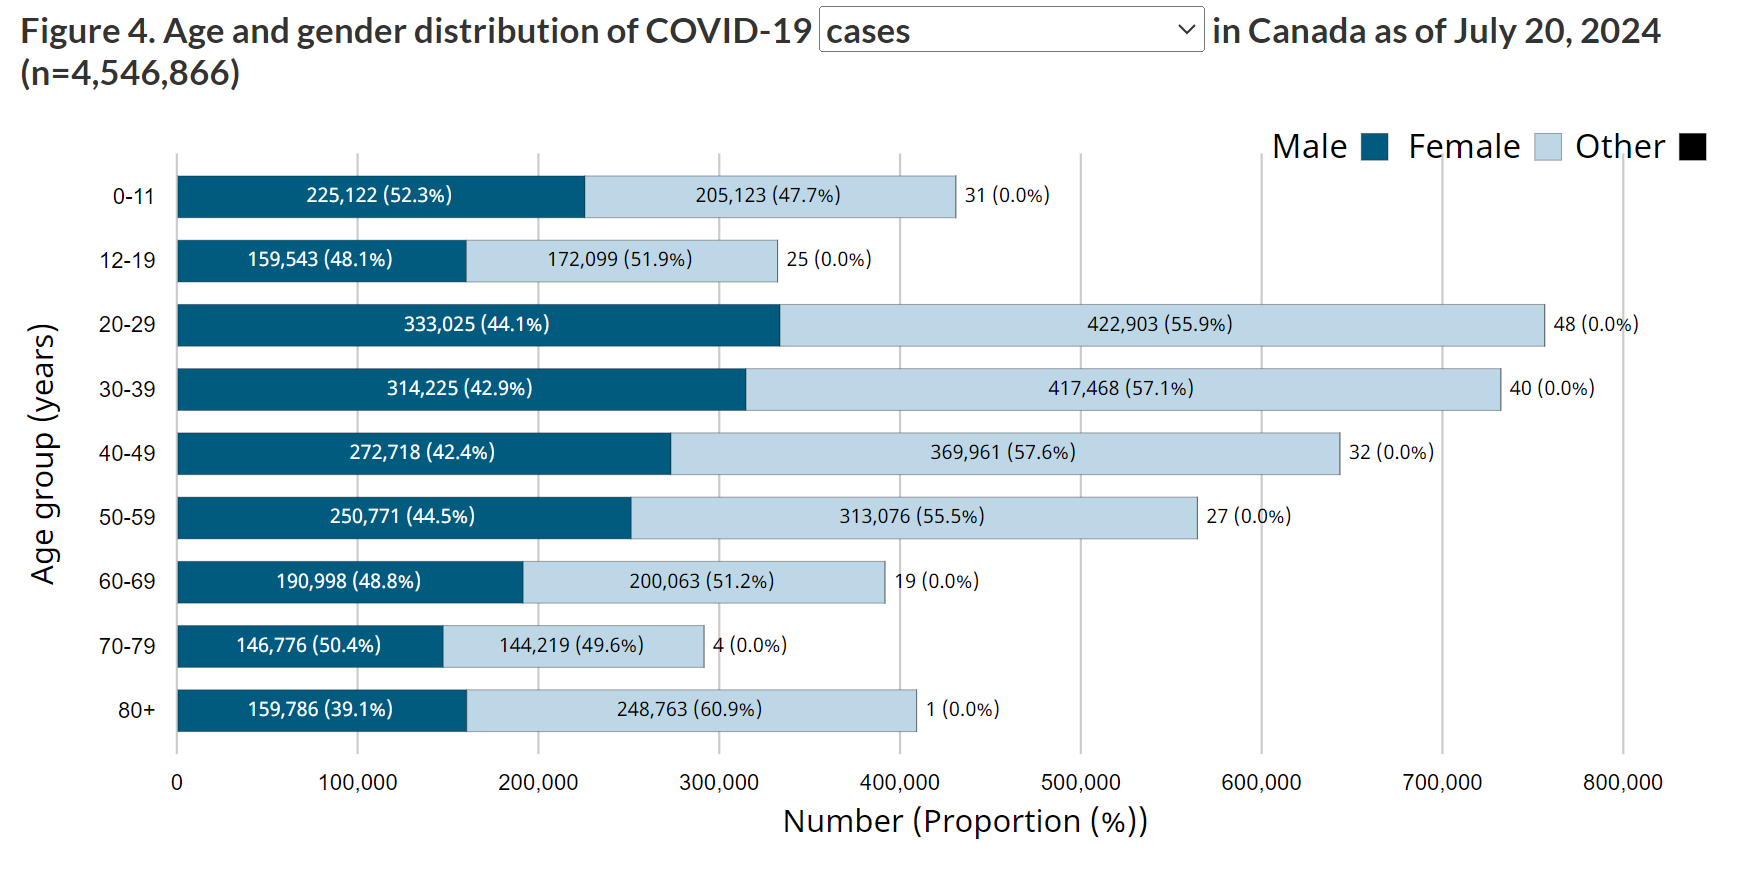 Figure 4. Age and gender distribution of COVID-19 cases in Canada as of July 20, 2024
(n=4,546,866)
Male Female Other
0-11 225,122 (52.3%) 205,123 (47.7%) 31 (0.0%)
12-19 159,543 (48.1%) 172,099 (51.9%) 25 (0.0%)
20-29 333,025 (44.1%) 422,903 (55.9%) 48 (0.0%)
30-39 314,225 (42.9%) 417,468 (57.1%) 40 (0.0%)
40-49 272,718 (42.4%) 369,961 (57.6%) 32 (0.0%)
50-59 250,771 (44.5%) 313,076 (55.5%) 27 (0.0%)
60-69 190,998 (48.8%) 200,063 (51.2%) 19 (0.0%)
70-79 146,776 (50.4%) 144,219 (49.6%) 4 (0.0%)
80+ 159,786 (39.1%) 248,763 (60.9%) 1 (0.0%)
Age group (years)
0 100,000 200,000 300,000 400,000 500,000 600,000 700,000 800,000
Number (Proportion (%))